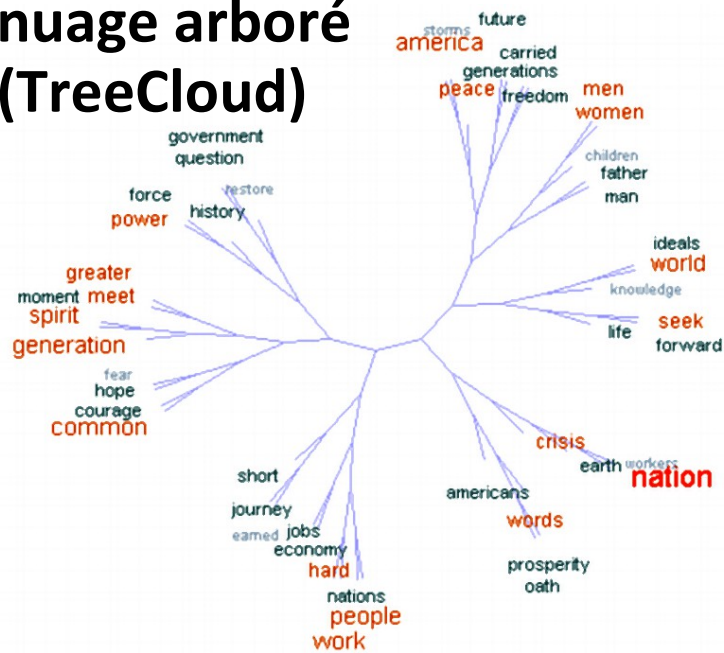 nuage arboré
(TreeCloud)
storms
future
america
carried
generations
peace
freedom
men
women
children
father
man
ideals
world
knowledge
seek
life
forward
crisis
earth
workers
nation
americans
words
prosperity
oath
government
question
restore
force
history
power
greater
moment
meet
spirit
generation
fear
hope
courage
common
short
journey
earned
jobs
economy
hard
nations
people
work